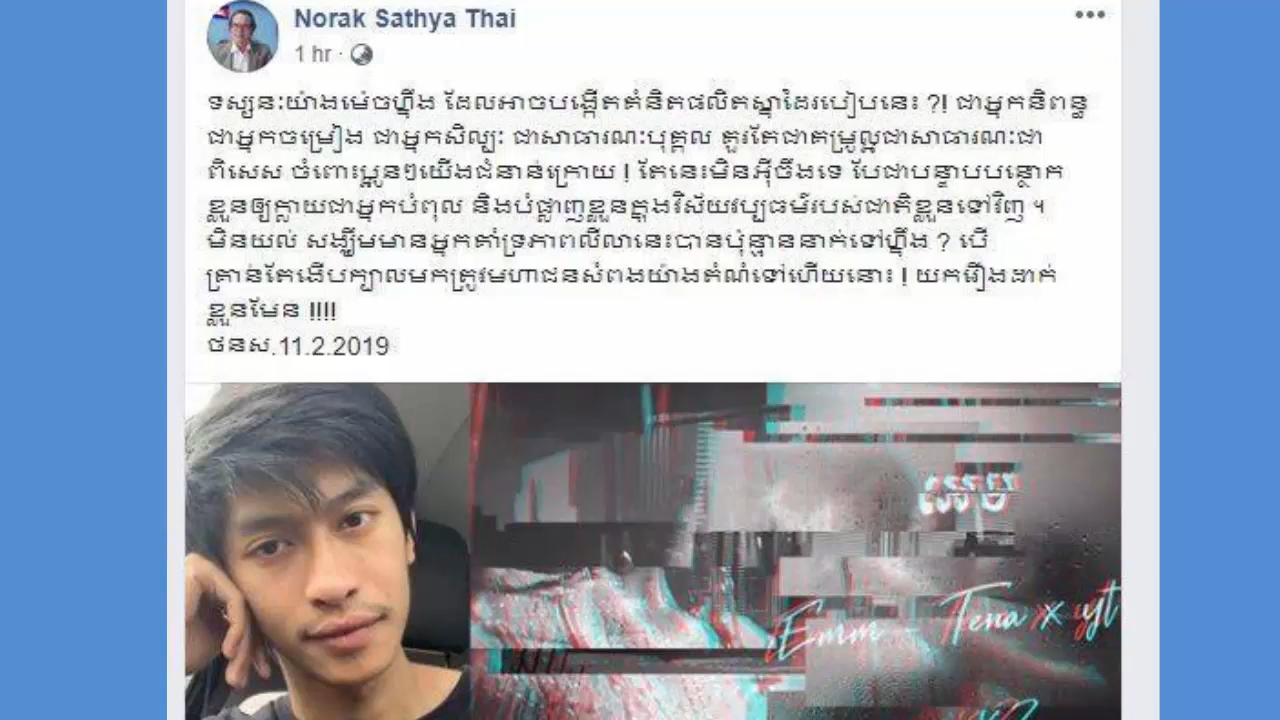 Norak Sathya Thai
1 hr ·
ទស្សនៈយ៉ាងម៉េចហ្នឹង ដែលអាចបង្កើតគំនិតផលិតស្នាដៃរបៀបនេះ ?! ជាអ្នកនិពន្ធ
ជាអ្នកចម្រៀង ជាអ្នកសិល្បៈ ជាសាធារណៈបុគ្គល គួរតែជាគម្រូល្អជាសាធារណៈជា
ពិសេស ចំពោះប្អូនៗយើងជំនាន់ក្រោយ ! តែនេះមិនអ៊ីចឹងទេ បែជាបន្ទាបបន្ថោក
ខ្លួនឲ្យក្លាយជាអ្នកបំពុល និងបំផ្លាញខ្លួនក្នុងវិស័យវប្បធម៌របស់ជាតិខ្លួនទៅវិញ ។
មិនយល់ សង្ឃឹមមានអ្នកគាំទ្រភាពលីលានេះបានប៉ុន្មាននាក់ទៅហ្នឹង ? បើ
គ្រាន់តែងើបក្បាលមកត្រូវមហាជនសំពងយ៉ាងគំណំទៅហើយនោះ ! យករឿងដាក់
ខ្លួនមែន !!!!
ថនស.11.2.2019
Emm Tena x yt